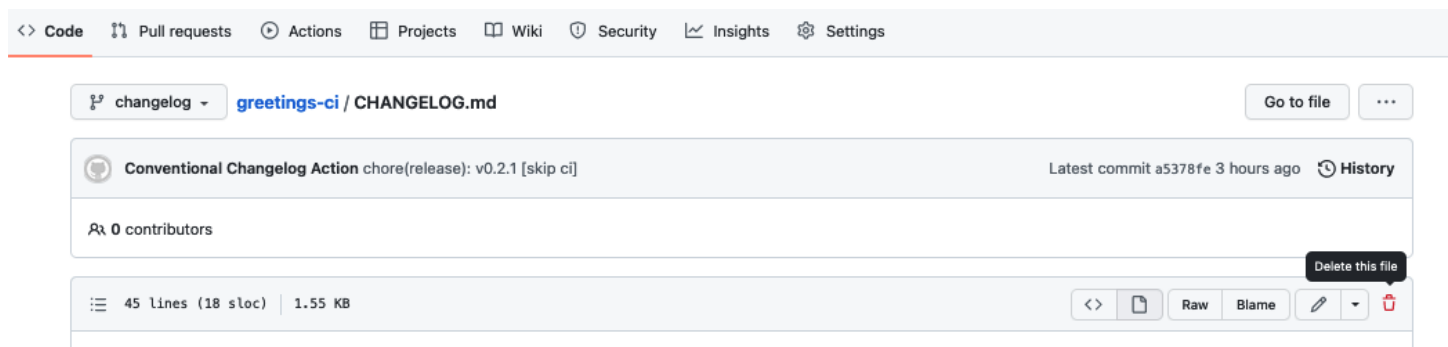 Code Pull requests Actions Projects Wiki Security Insights Settings
changelog greetings-ci / CHANGELOG.md Go to file ...
Conventional Changelog Action chore(release): v0.2.1 [skip ci] Latest commit a5378fe 3 hours ago History
0 contributors
Delete this file
45 lines (18 sloc) 1.55 KB Raw Blame